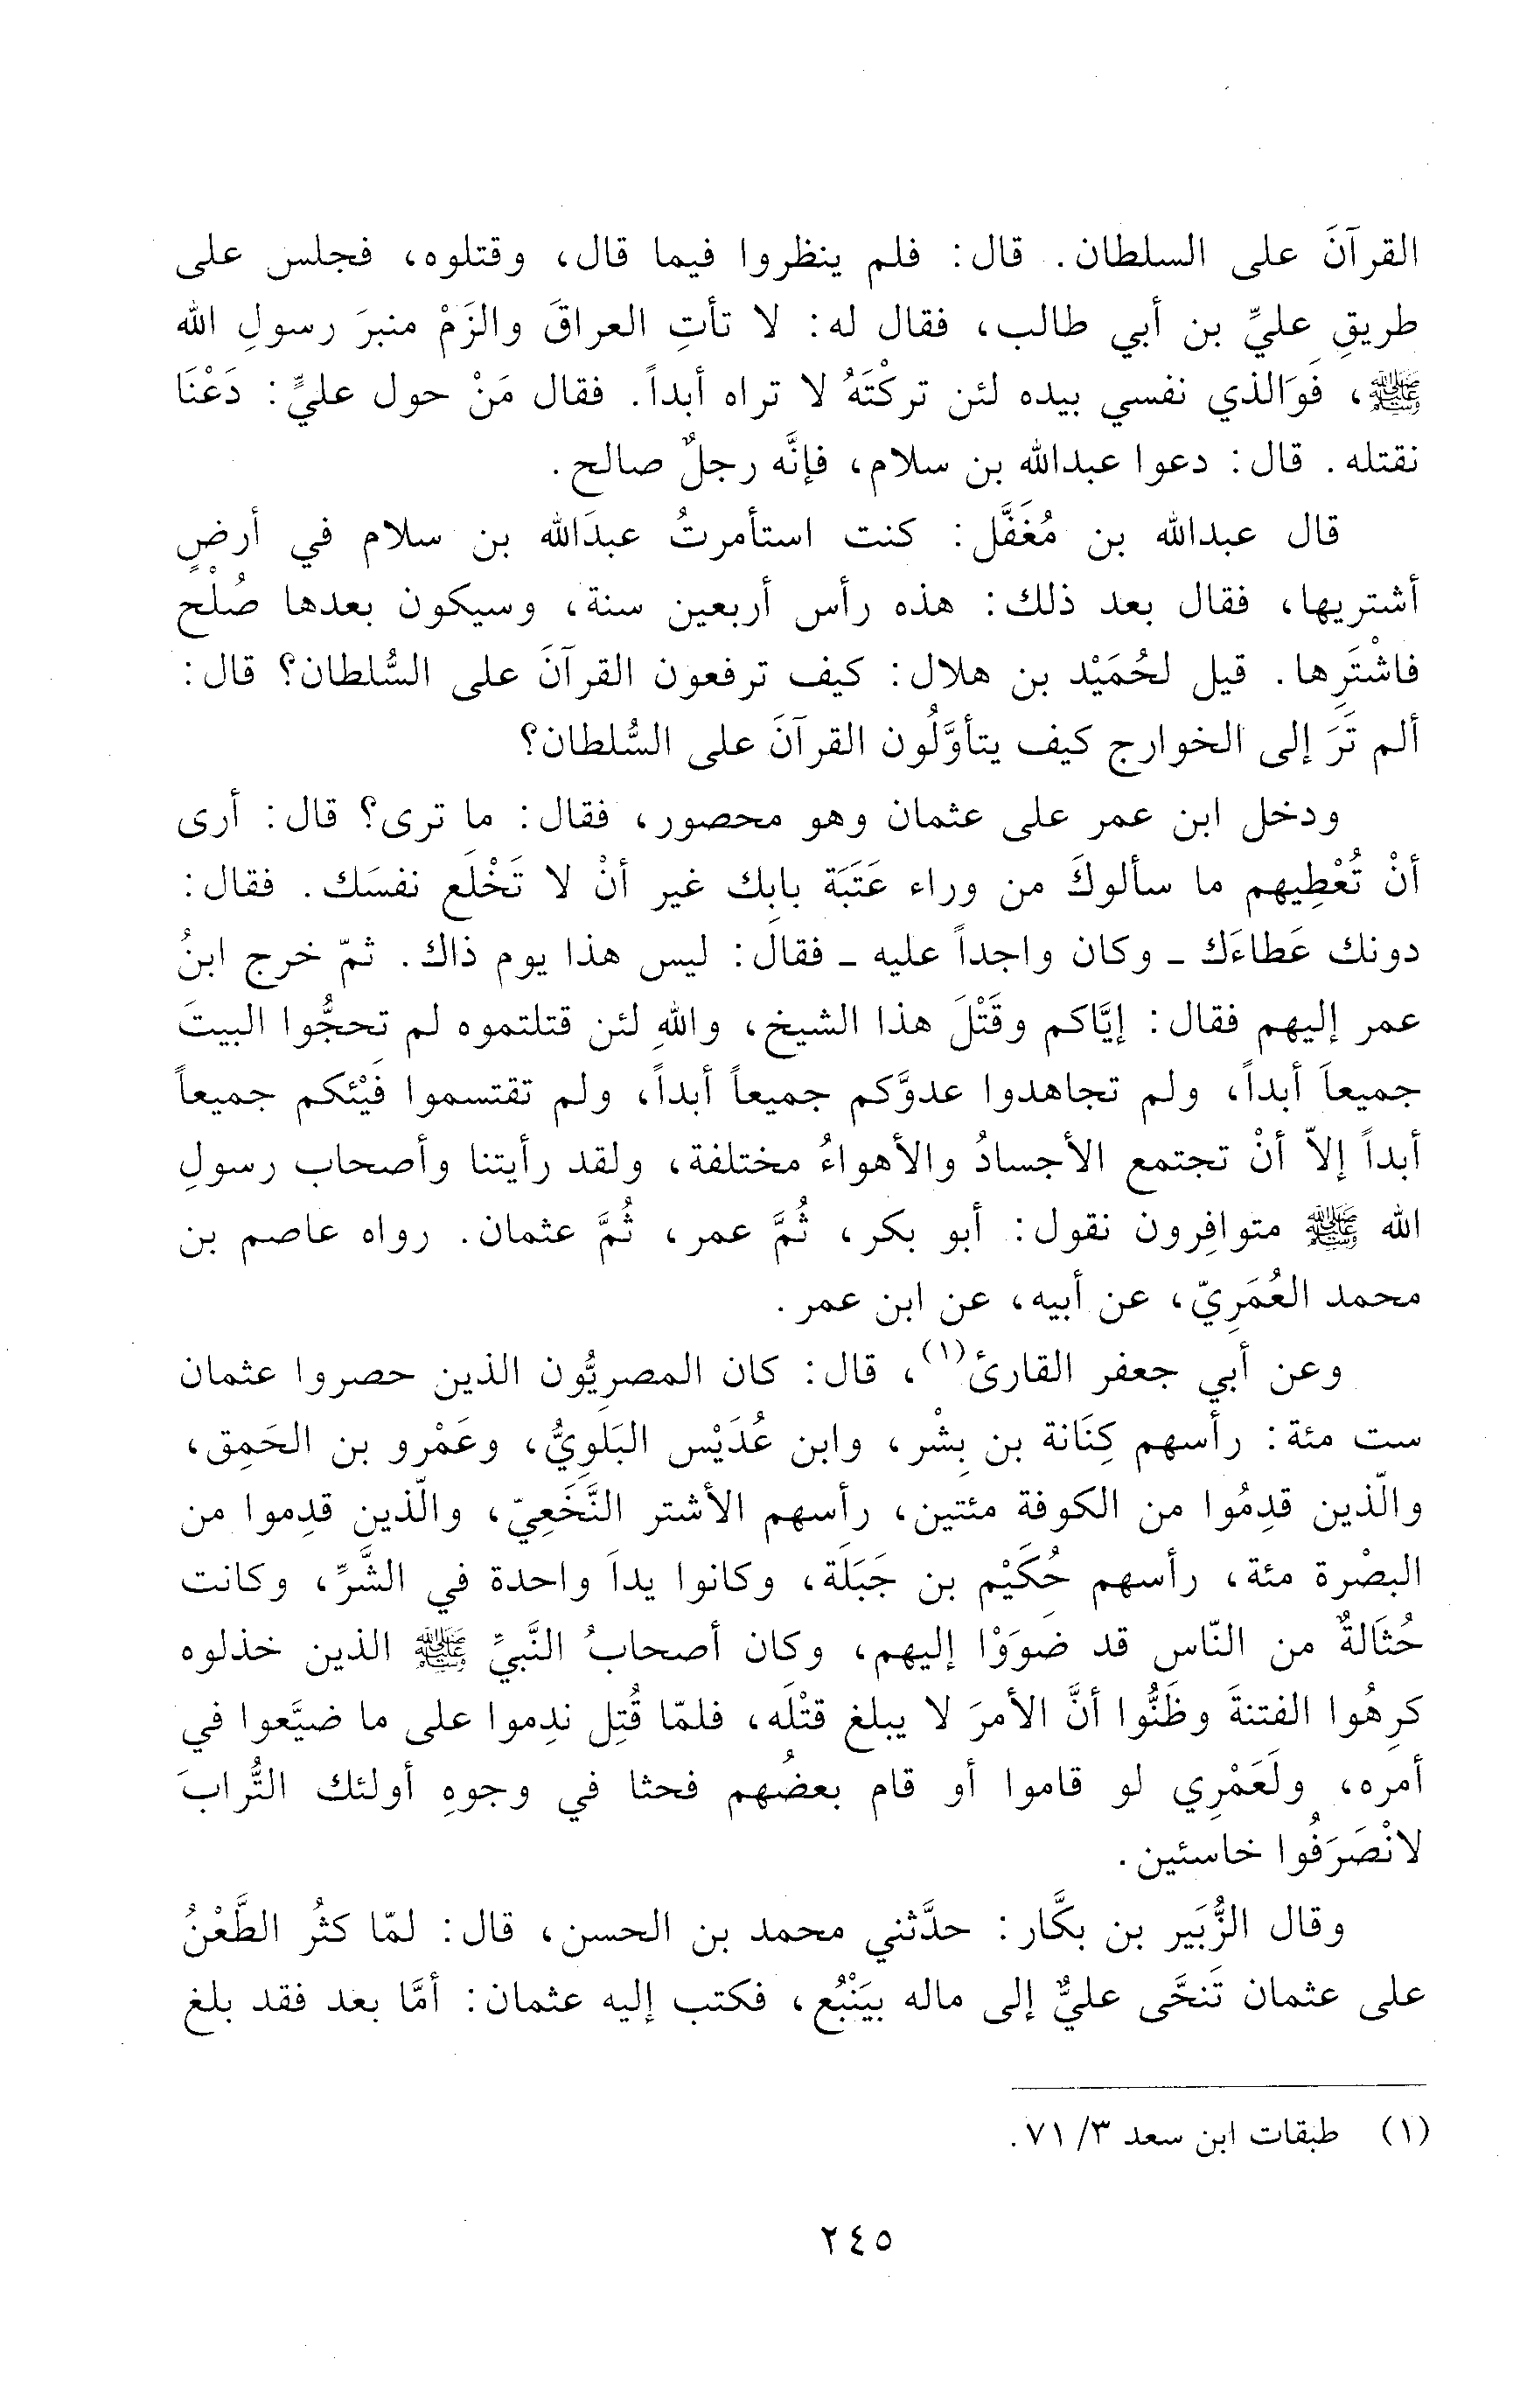 القرآنَ على السلطان. قال: فلم ينظروا فيما قال، وقتلوه، فجلس على
طريقِ عليِّ بن أبي طالب، فقال له: لا تأتِ العراقَ والزَمْ منبرَ رسولِ الله
ﷺ، فَوَالذي نفسي بيده لئن تركْتَهُ لا تراه أبداً. فقال مَنْ حول عليٍّ: دَعْنَا
نقتله. قال: دعوا عبدالله بن سلام، فإنَّه رجلٌ صالح.
قال عبدالله بن مُغَفَّل: كنت استأمرتُ عبدَالله بن سلام في أرضٍ
أشتريها، فقال بعد ذلك: هذه رأس أربعين سنة، وسيكون بعدها صُلْح
فاشْتَرِها. قيل لحُمَيْد بن هلال: كيف ترفعون القرآنَ على السُّلطان؟ قال:
ألم تَرَ إلى الخوارج كيف يتأوَّلُون القرآنَ على السُّلطان؟
ودخل ابن عمر على عثمان وهو محصور، فقال: ما ترى؟ قال: أرى
أنْ تُعْطِيهم ما سألوكَ من وراء عَتَبَة بابِك غير أنْ لا تَخْلَع نفسَك. فقال:
دونك عَطاءَك ـ وكان واجداً عليه ـ فقال: ليس هذا يوم ذاك. ثمّ خرج ابنُ
عمر إليهم فقال: إيَّاكم وقَتْلَ هذا الشيخ، واللهِ لئن قتلتموه لم تحجُّوا البيتَ
جميعاً أبداً، ولم تجاهدوا عدوَّكم جميعاً أبداً، ولم تقتسموا فَيْئكم جميعاً
أبداً إلاّ أنْ تجتمع الأجسادُ والأهواءُ مختلفة، ولقد رأيتنا وأصحاب رسولِ
الله ﷺ متوافِرون نقول: أبو بكر، ثُمَّ عمر، ثُمَّ عثمان. رواه عاصم بن
محمد العُمَرِيّ، عن أبيه، عن ابن عمر.
وعن أبي جعفر القارئ(١)، قال: كان المصرِيُّون الذين حصروا عثمان
ست مئة: رأسهم كِنَانة بن بِشْر، وابن عُدَيْس البَلَوِيُّ، وعَمْرو بن الحَمِق،
والّذين قدِمُوا من الكوفة مئتين، رأسهم الأشتر النَّخَعِيّ، والّذين قدِموا من
البصْرة مئة، رأسهم حُكَيْم بن جَبَلَة، وكانوا يداً واحدة في الشَّرِّ، وكانت
حُثَالةٌ من النّاس قد ضوَوْا إليهم، وكان أصحابُ النَّبيِّ ﷺ الذين خذلوه
كرِهُوا الفتنةَ وظَنُّوا أنَّ الأمرَ لا يبلغ قتْلَه، فلمّا قُتِل ندِموا على ما ضيَّعوا في
أمره، ولَعَمْرِي لو قاموا أو قام بعضُهم فحثا في وجوهِ أولئك التُّرابَ
لانْصَرَفُوا خاسئين.
وقال الزُّبَير بن بكَّار: حدَّثني محمد بن الحسن، قال: لمّا كثُر الطَّعْنُ
على عثمان تَنحَّى عليٌّ إلى ماله بيَنْبُع، فكتب إليه عثمان: أمَّا بعد فقد بلغ
(١) طبقات ابن سعد ٣/ ٧١.
٢٤٥